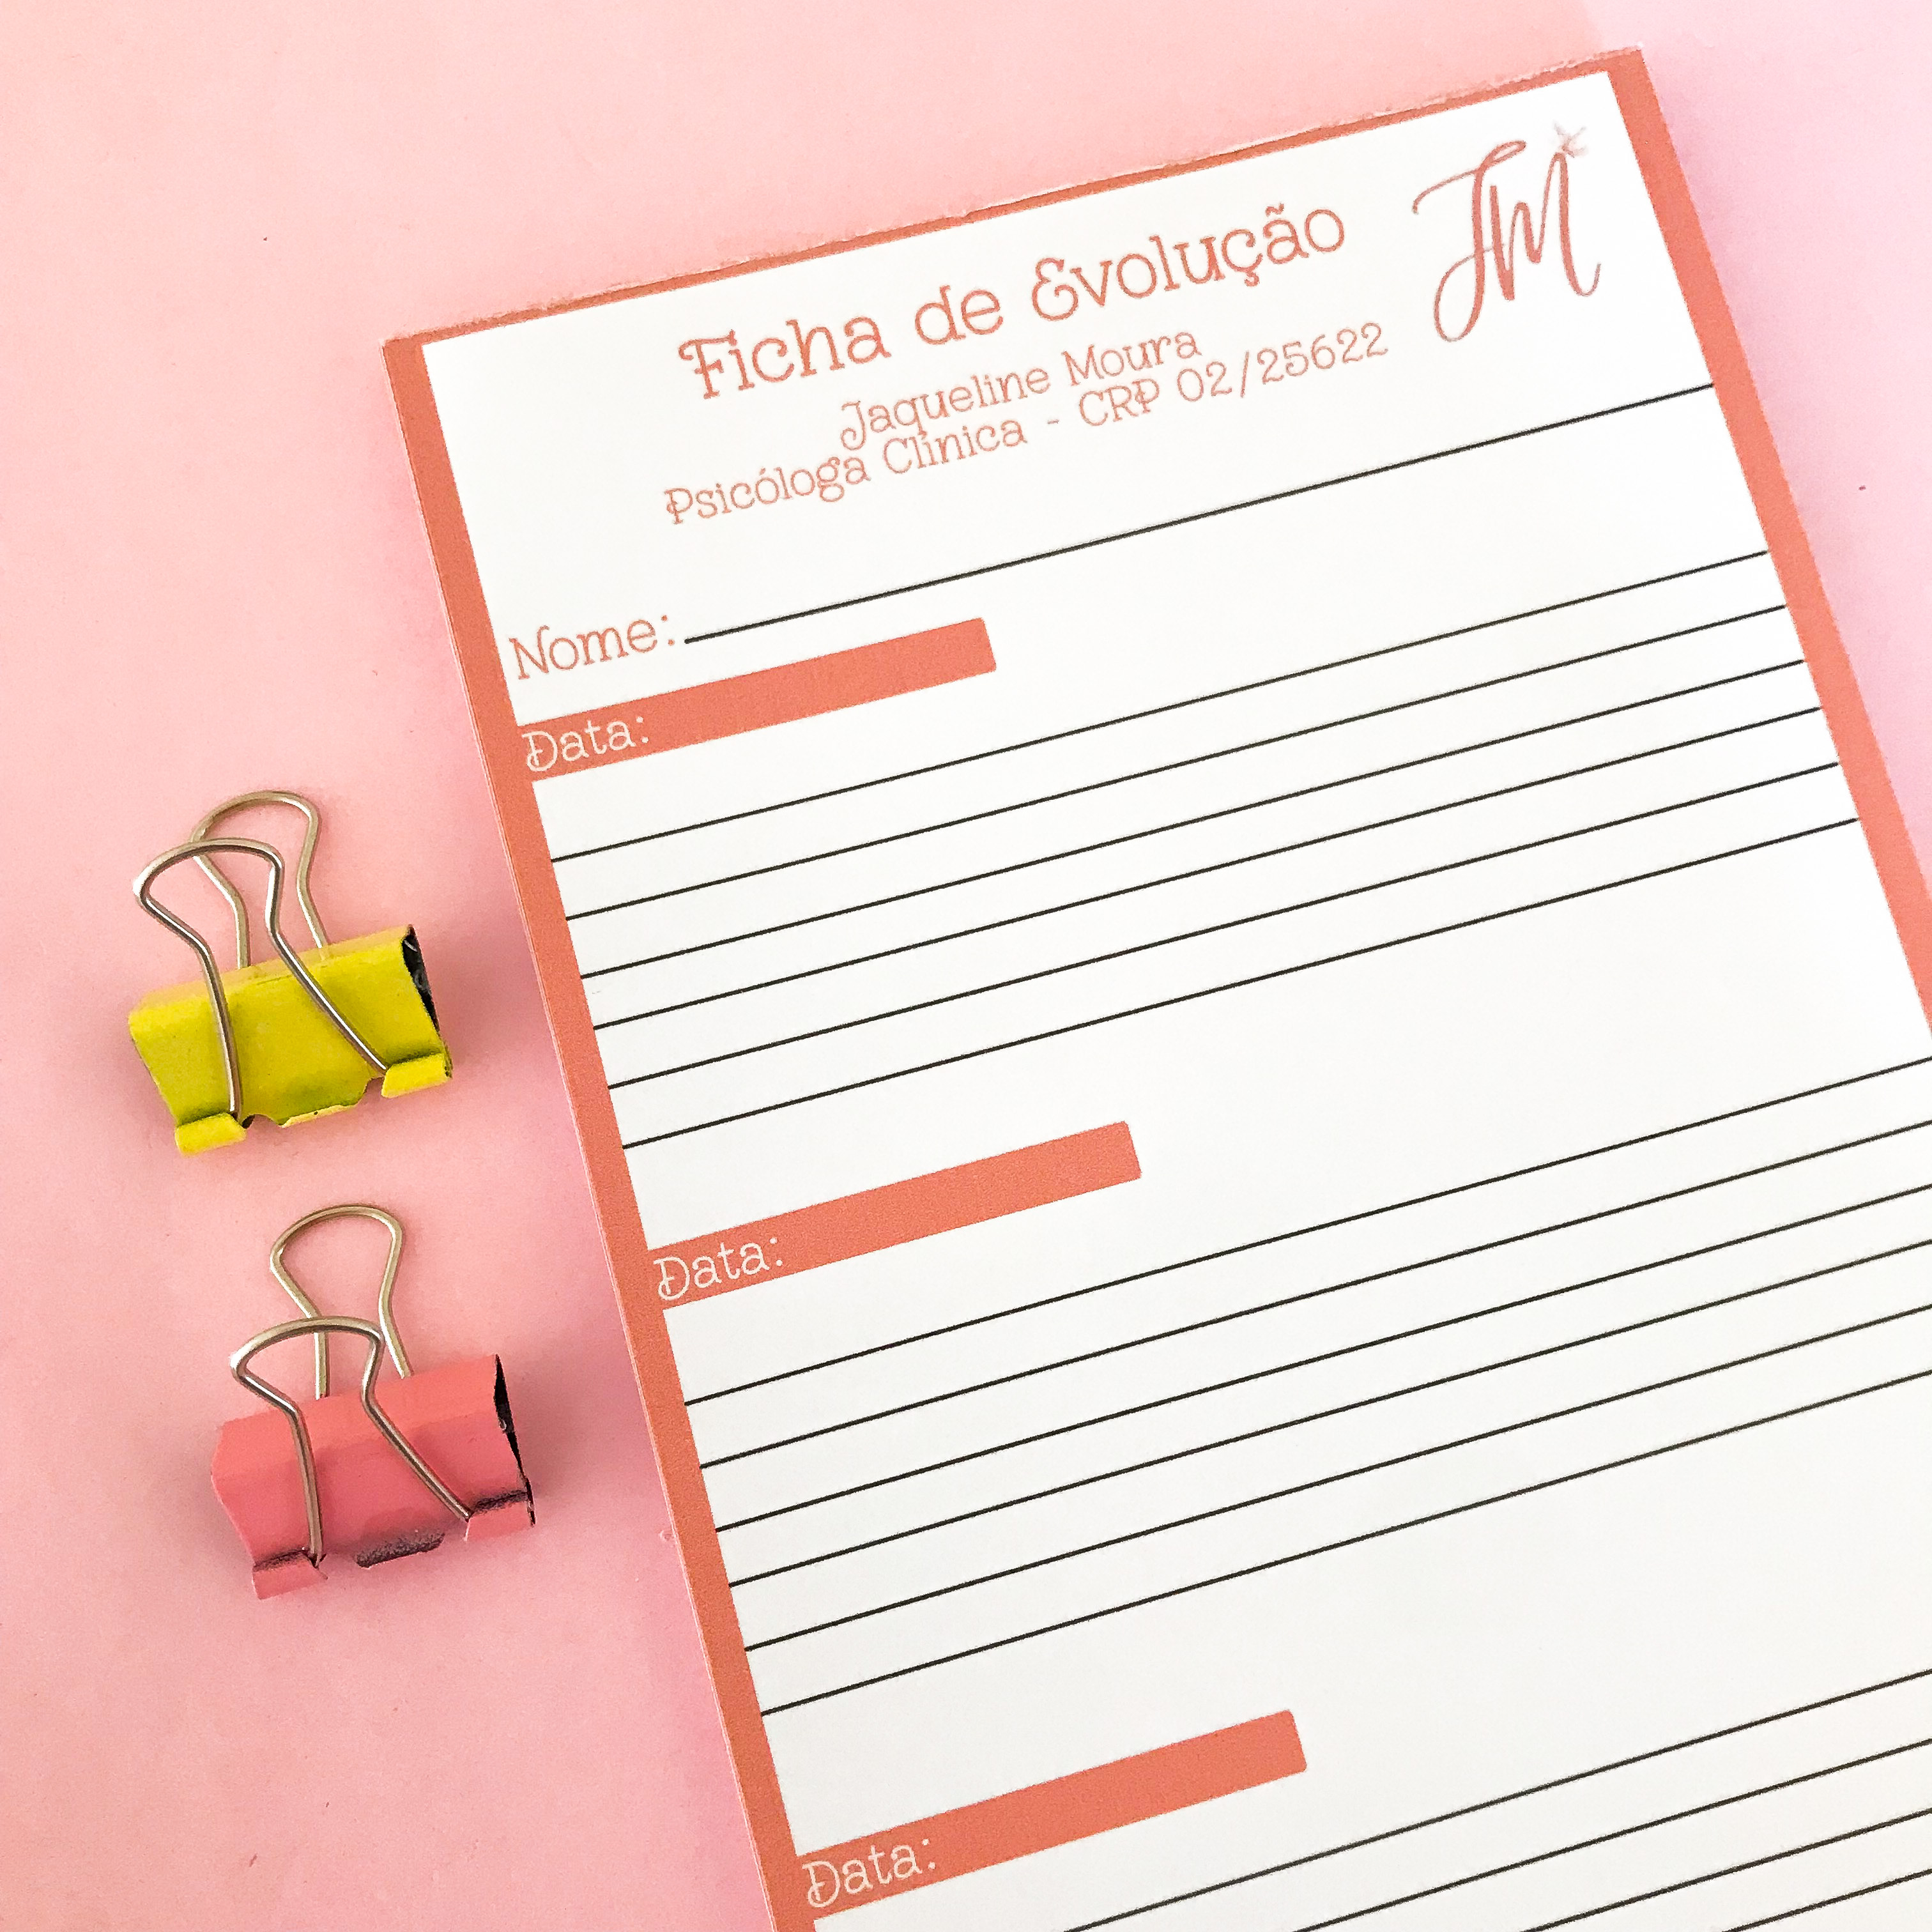 JM
Ficha de Evolução
Jaqueline Moura
Psicóloga Clínica - CRP 02/25622
Nome:
Data:
Data:
Data: